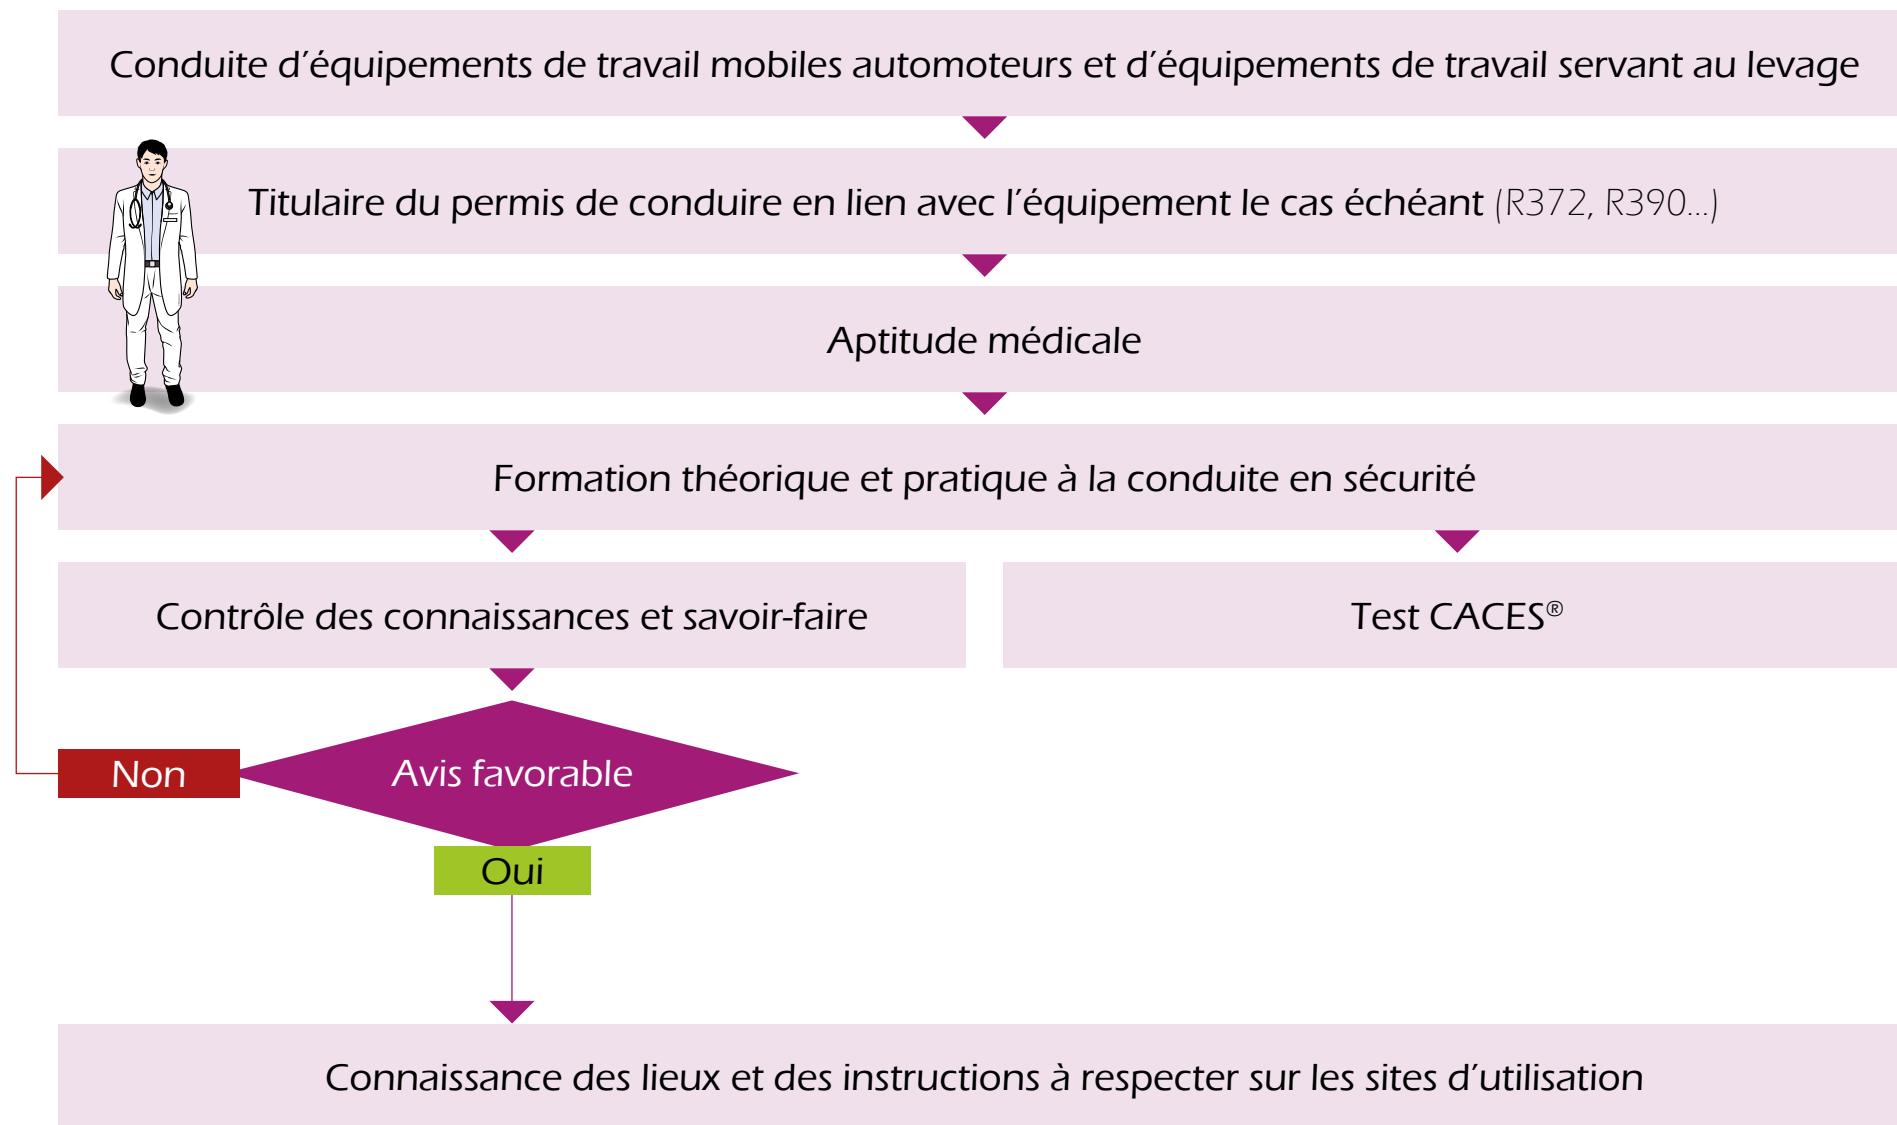 Conduite d’équipements de travail mobiles automoteurs et d’équipements de travail servant au levage
Titulaire du permis de conduire en lien avec l’équipement le cas échéant (R372, R390...)
Aptitude médicale
Formation théorique et pratique à la conduite en sécurité
Contrôle des connaissances et savoir-faire
Test CACES®
Avis favorable
Non
Oui
Connaissance des lieux et des instructions à respecter sur les sites d’utilisation